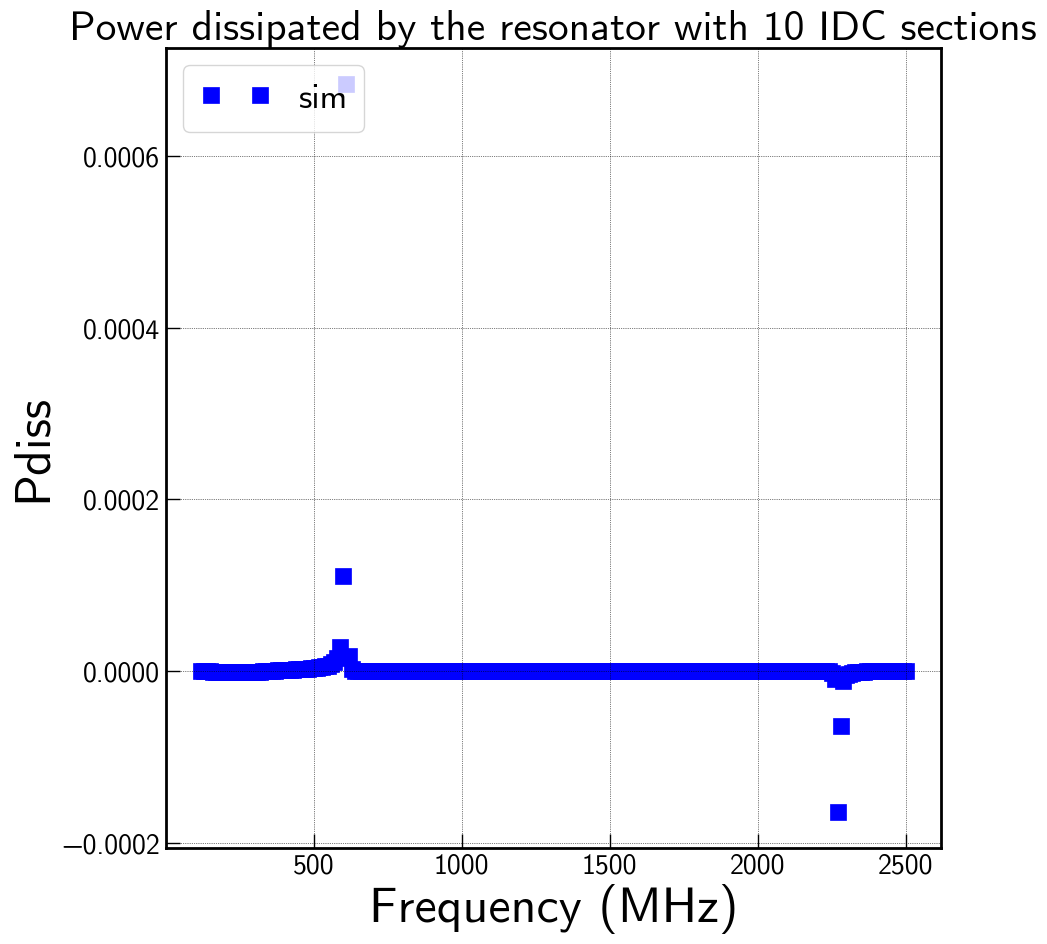 Power dissipated by the resonator with 10 IDC sections
sim
0.0006
0.0004
0.0002
0.0000
−0.0002
Pdiss
500 1000 1500 2000 2500
Frequency (MHz)